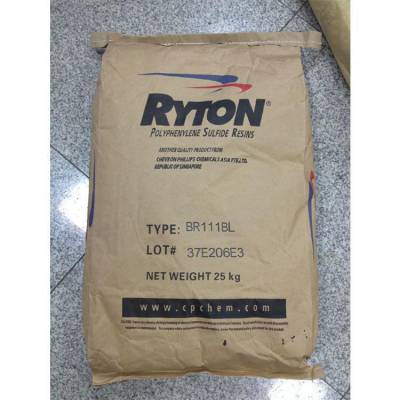 RYTON®
POLYPHENYLENE SULFIDE RESINS
ANOTHER QUALITY PRODUCT FROM
CHEVRON PHILLIPS CHEMICALS ASIA PTE.LTD.
REPUBLIC OF SINGAPORE
TYPE: BR111BL
LOT# 37E206E3
NET WEIGHT 25 kg
www.cpchem.com